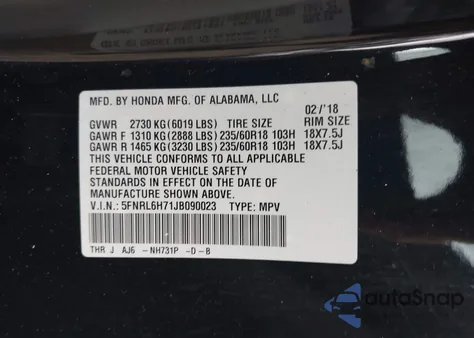 MFD. BY HONDA MFG. OF ALABAMA, LLC 02/'18
GVWR 2730 KG(6019 LBS) TIRE SIZE RIM SIZE
GAWR F 1310 KG(2888 LBS) 235/60R18 103H 18X7.5J
GAWR R 1465 KG(3230 LBS) 235/60R18 103H 18X7.5J
THIS VEHICLE CONFORMS TO ALL APPLICABLE
FEDERAL MOTOR VEHICLE SAFETY
STANDARDS IN EFFECT ON THE DATE OF
MANUFACTURE SHOWN ABOVE.
V.I.N.: 5FNRL6H71JB090023 TYPE: MPV
THR J AJ6 -NH731P -D-B
autoSnap